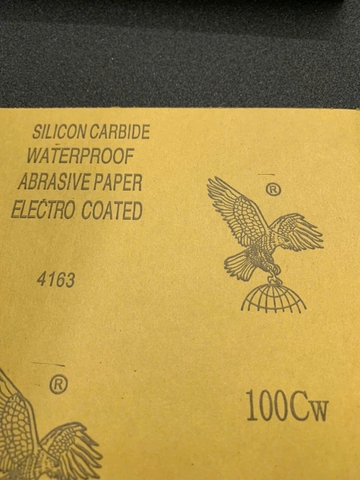 SILICON CARBIDE
WATERPROOF
ABRASIVE PAPER
ELECTRO COATED
®
4163
®
100Cw